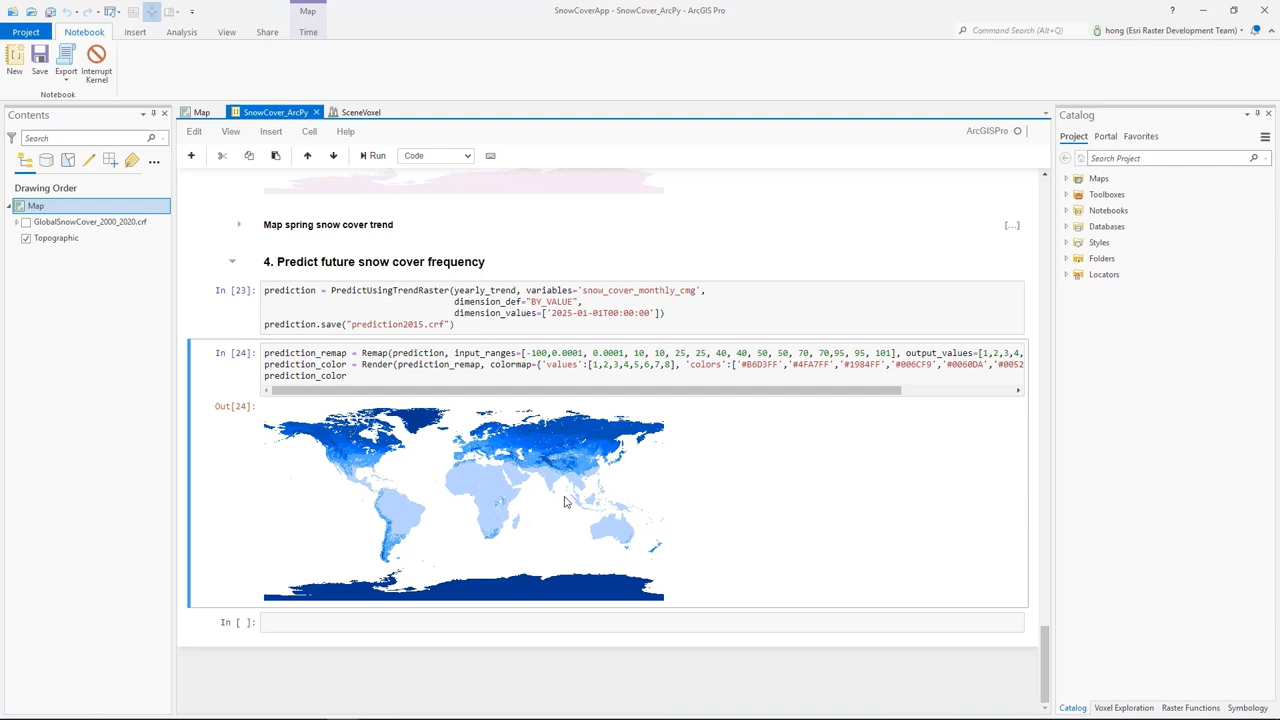 Map
SnowCoverApp - SnowCover_ArcPy - ArcGIS Pro
Project
Notebook
Insert
Analysis
View
Share
Time
Command Search (Alt+Q)
hong (Esri Raster Development Team)
New
Save
Export
Interrupt
Kernel
Notebook
Contents
Search
Drawing Order
Map
GlobalSnowCover_2000_2020.crf
Topographic
Map
SnowCover_ArcPy
SceneVoxel
Edit
View
Insert
Cell
Help
ArcGISPro
Run
Code
Map spring snow cover trend
[...]
4. Predict future snow cover frequency
In [23]:
prediction = PredictUsingTrendRaster(yearly_trend, variables='snow_cover_monthly_cmg',
dimension_def="BY_VALUE",
dimension_values=['2025-01-01T00:00:00'])
prediction.save("prediction2015.crf")
In [24]:
prediction_remap = Remap(prediction, input_ranges=[-100,0.0001, 0.0001, 10, 10, 25, 25, 40, 40, 50, 50, 70, 70,95, 95, 101], output_values=[1,2,3,4,
prediction_color = Render(prediction_remap, colormap={'values':[1,2,3,4,5,6,7,8], 'colors':['#B6D3FF','#4FA7FF','#1984FF','#006CF9','#0060DA','#0052
prediction_color
Out[24]:
In [ ]:
Catalog
Project
Portal
Favorites
Search Project
Maps
Toolboxes
Notebooks
Databases
Styles
Folders
Locators
Catalog
Voxel Exploration
Raster Functions
Symbology